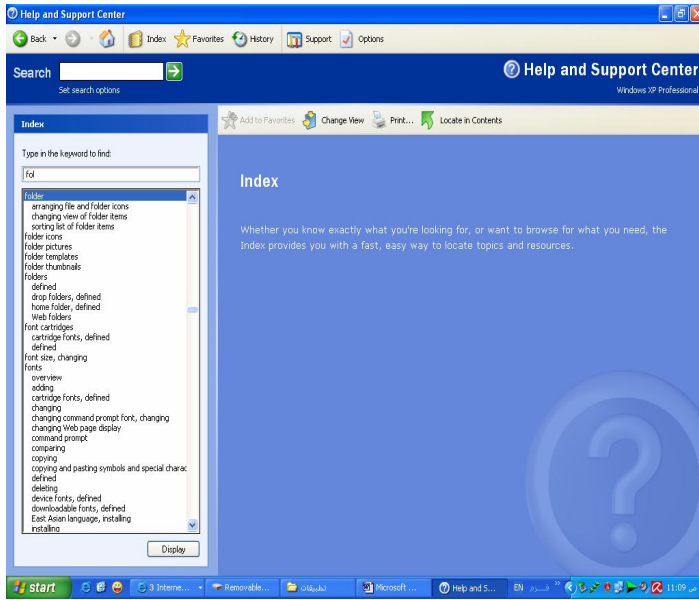 Help and Support Center
Back Index Favorites History Support Options
Search
Set search options
Help and Support Center
Windows XP Professional
Index
Add to Favorites Change View Print... Locate in Contents
Type in the keyword to find:
fol
folder
arranging file and folder icons
changing view of folder items
sorting list of folder items
folder icons
folder pictures
folder templates
folder thumbnails
folders
defined
drop folders, defined
home folder, defined
Web folders
font cartridges
cartridge fonts, defined
defined
font size, changing
fonts
overview
adding
cartridge fonts, defined
changing
changing command prompt font, changing
changing Web page display
command prompt
comparing
copying
copying and pasting symbols and special charac
defined
deleting
device fonts, defined
downloadable fonts, defined
East Asian language, installing
installing
Display
Index
Whether you know exactly what you're looking for, or want to browse for what you need, the
Index provides you with a fast, easy way to locate topics and resources.
start 3 Interne... Removable... تطبيقات Microsoft ... Help and S... EN 11:09 ص